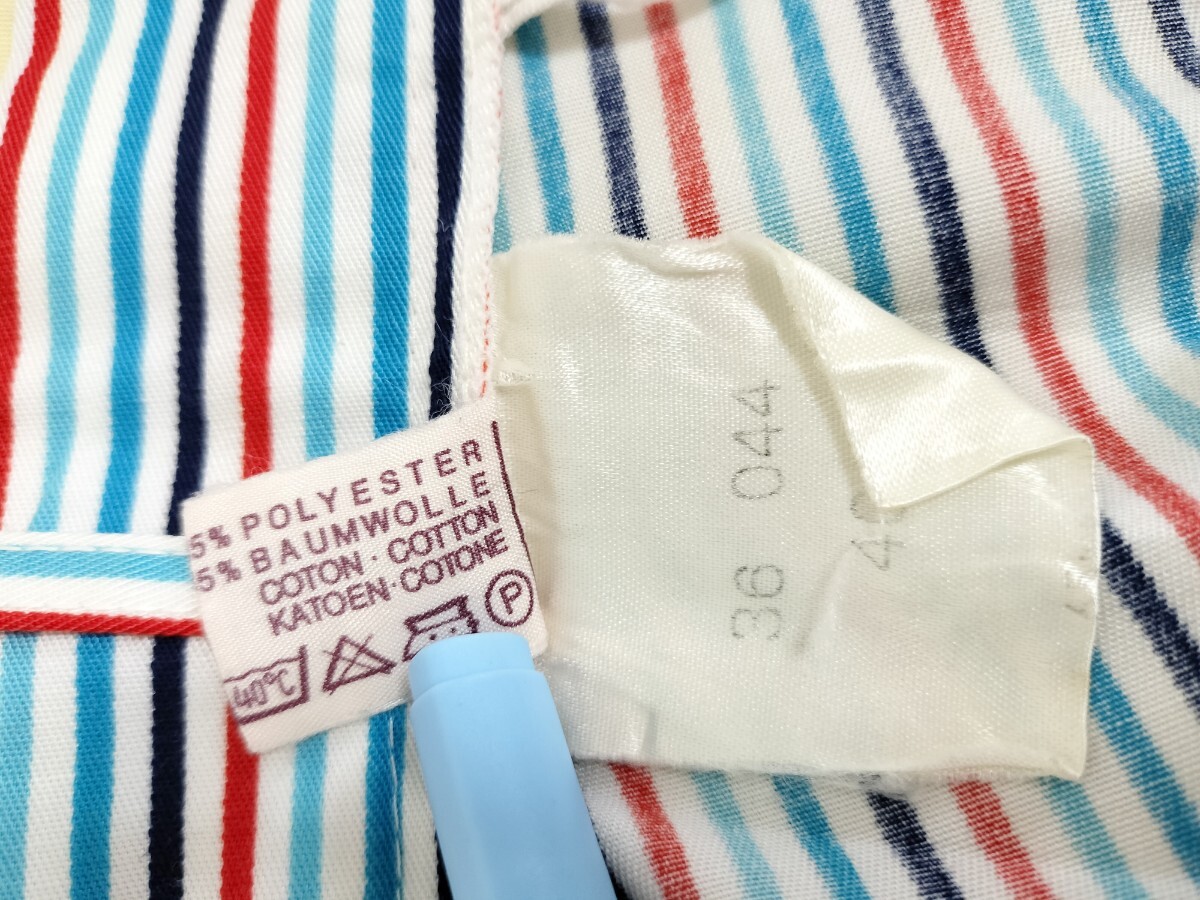 5% POLYESTER
5% BAUMWOLLE
COTON · COTTON
KATOEN · COTONE
40°C P
36 044